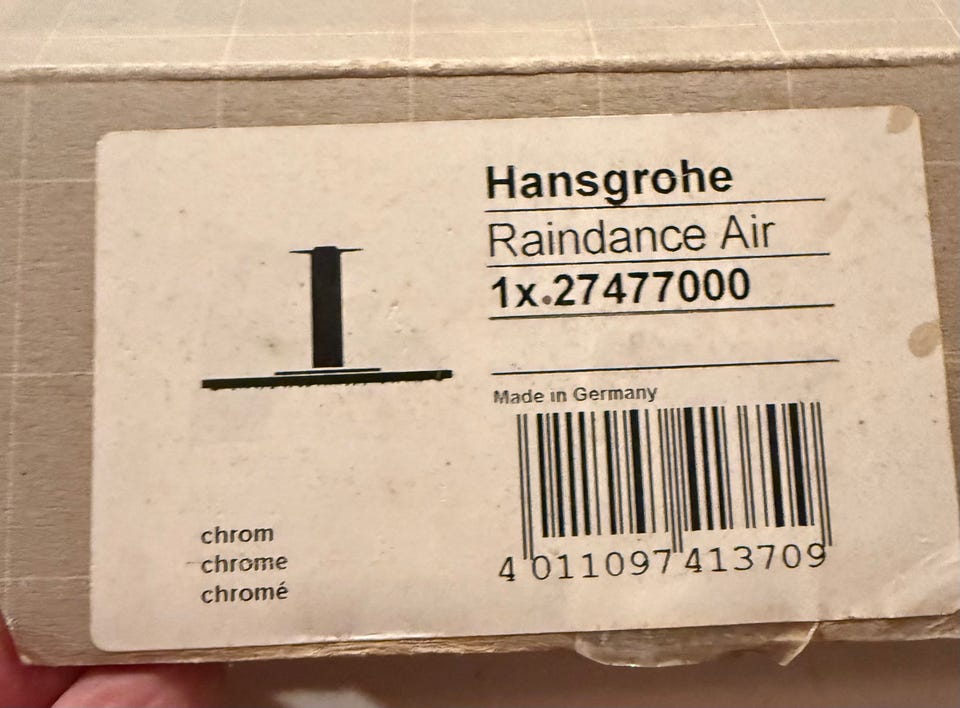 Hansgrohe
Raindance Air
1x.27477000
Made in Germany
4 011097 413709
chrom
chrome
chromé